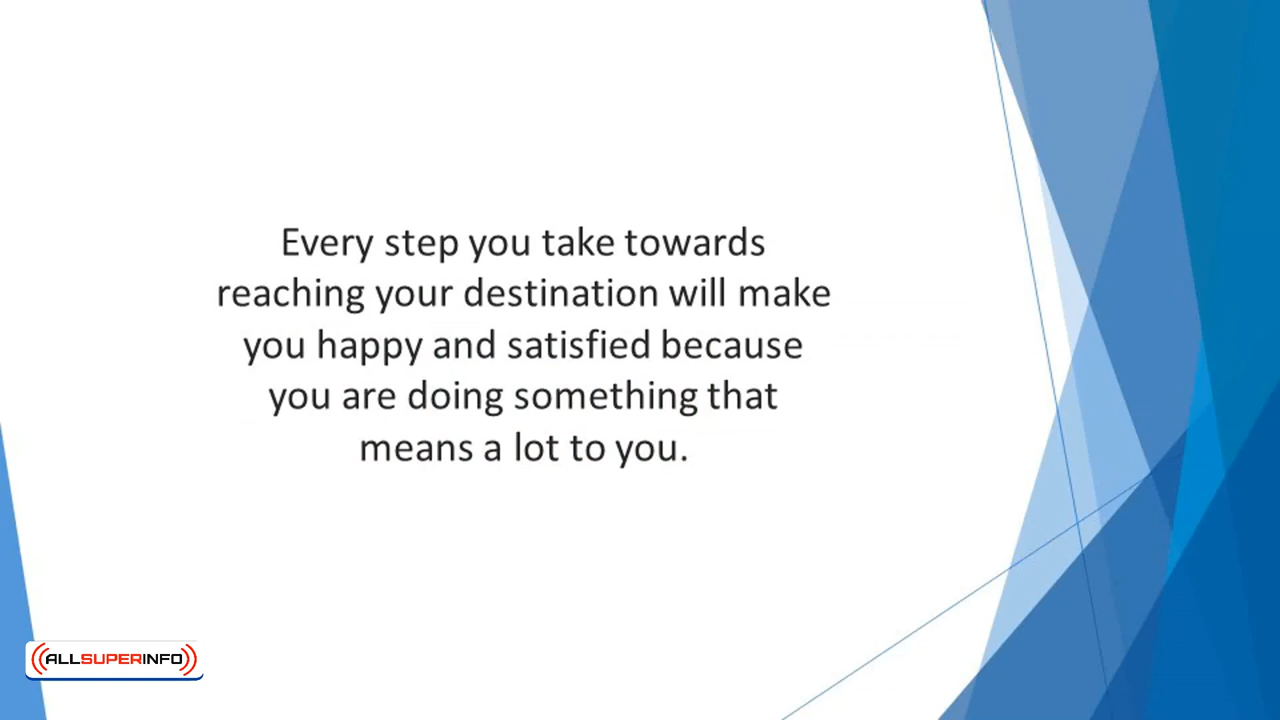 Every step you take towards
reaching your destination will make
you happy and satisfied because
you are doing something that
means a lot to you.
ALLSUPERINFO